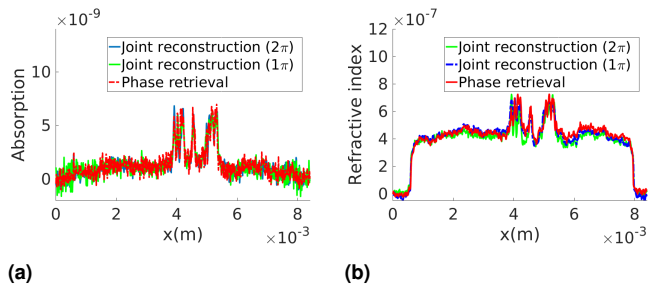 ×10⁻⁹
Joint reconstruction (2π)
Joint reconstruction (1π)
Phase retrieval
Absorption
10
5
0
0 2 4 6 8
x(m) ×10⁻³
(a)
×10⁻⁷
12
Joint reconstruction (2π)
Joint reconstruction (1π)
Phase retrieval
Refractive index
10
8
6
4
2
0
0 2 4 6 8
x(m) ×10⁻³
(b)